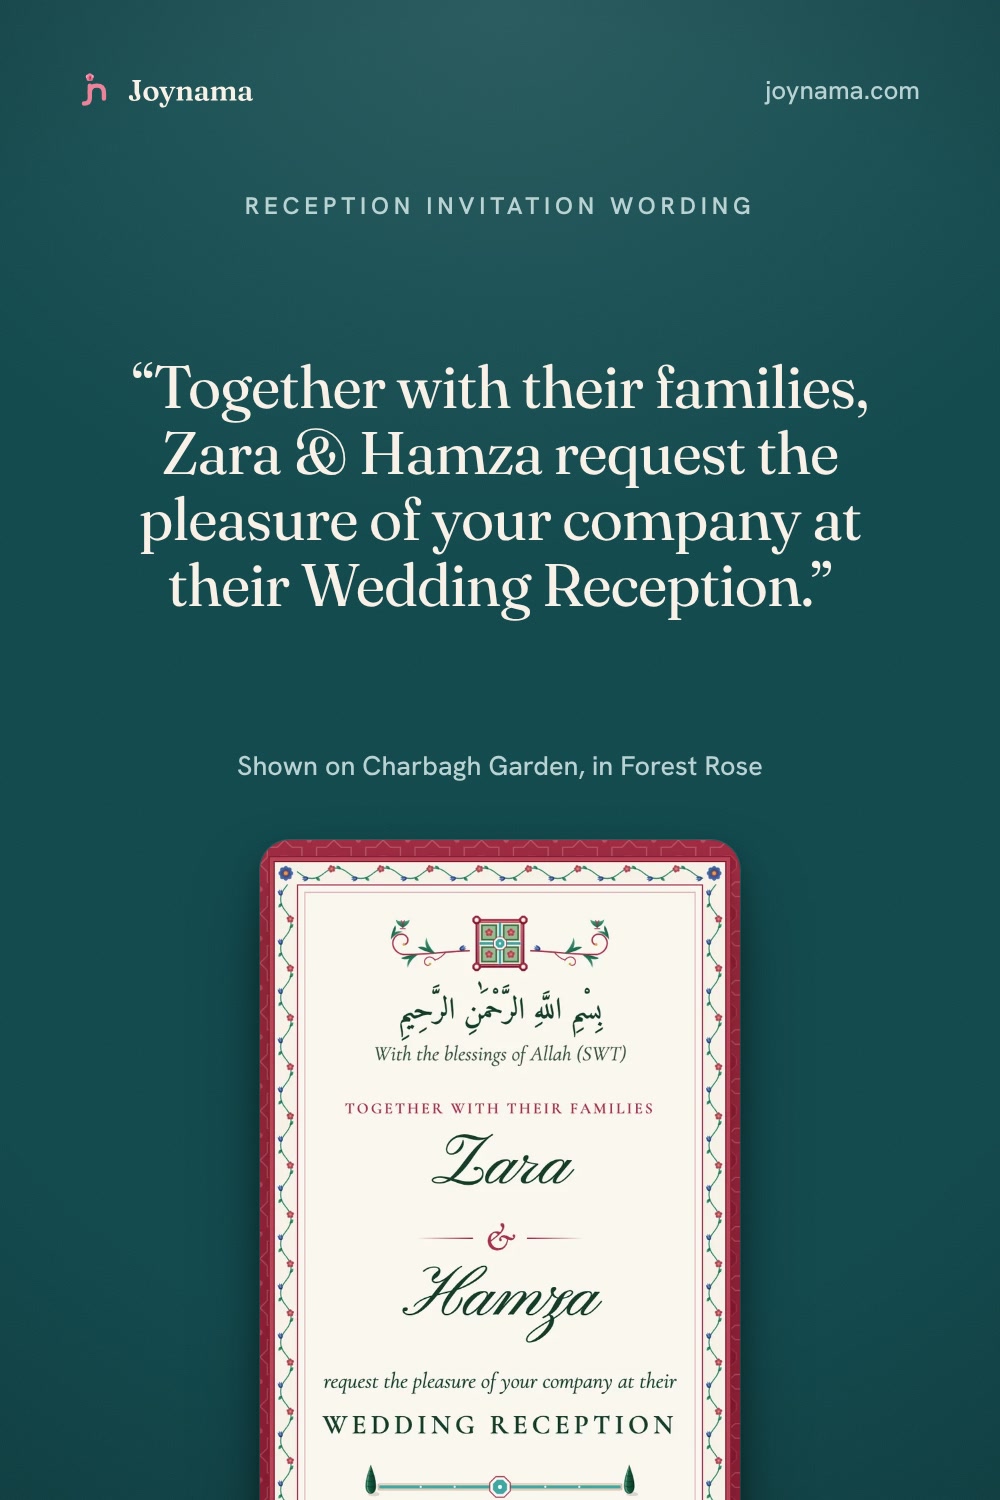 Joynama
joynama.com
RECEPTION INVITATION WORDING
“Together with their families,
Zara & Hamza request the
pleasure of your company at
their Wedding Reception.”
Shown on Charbagh Garden, in Forest Rose
بِسْمِ اللَّهِ الرَّحْمَٰنِ الرَّحِيمِ
With the blessings of Allah (SWT)
TOGETHER WITH THEIR FAMILIES
Zara
&
Hamza
request the pleasure of your company at their
WEDDING RECEPTION